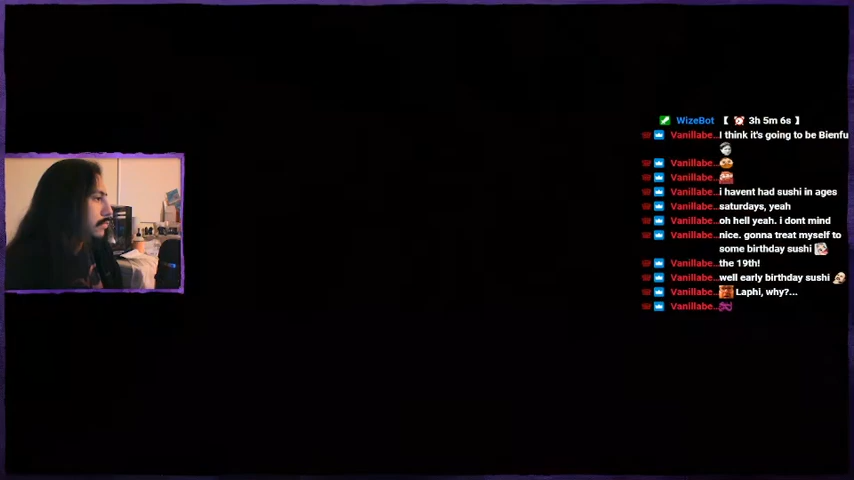 WizeBot 【 3h 5m 6s 】
Vanillabe... I think it's going to be Bienfu
Vanillabe...
Vanillabe...
Vanillabe... i havent had sushi in ages
Vanillabe... saturdays, yeah
Vanillabe... oh hell yeah. i dont mind
Vanillabe... nice. gonna treat myself to
some birthday sushi
Vanillabe... the 19th!
Vanillabe... well early birthday sushi
Vanillabe... Laphi, why?...
Vanillabe...